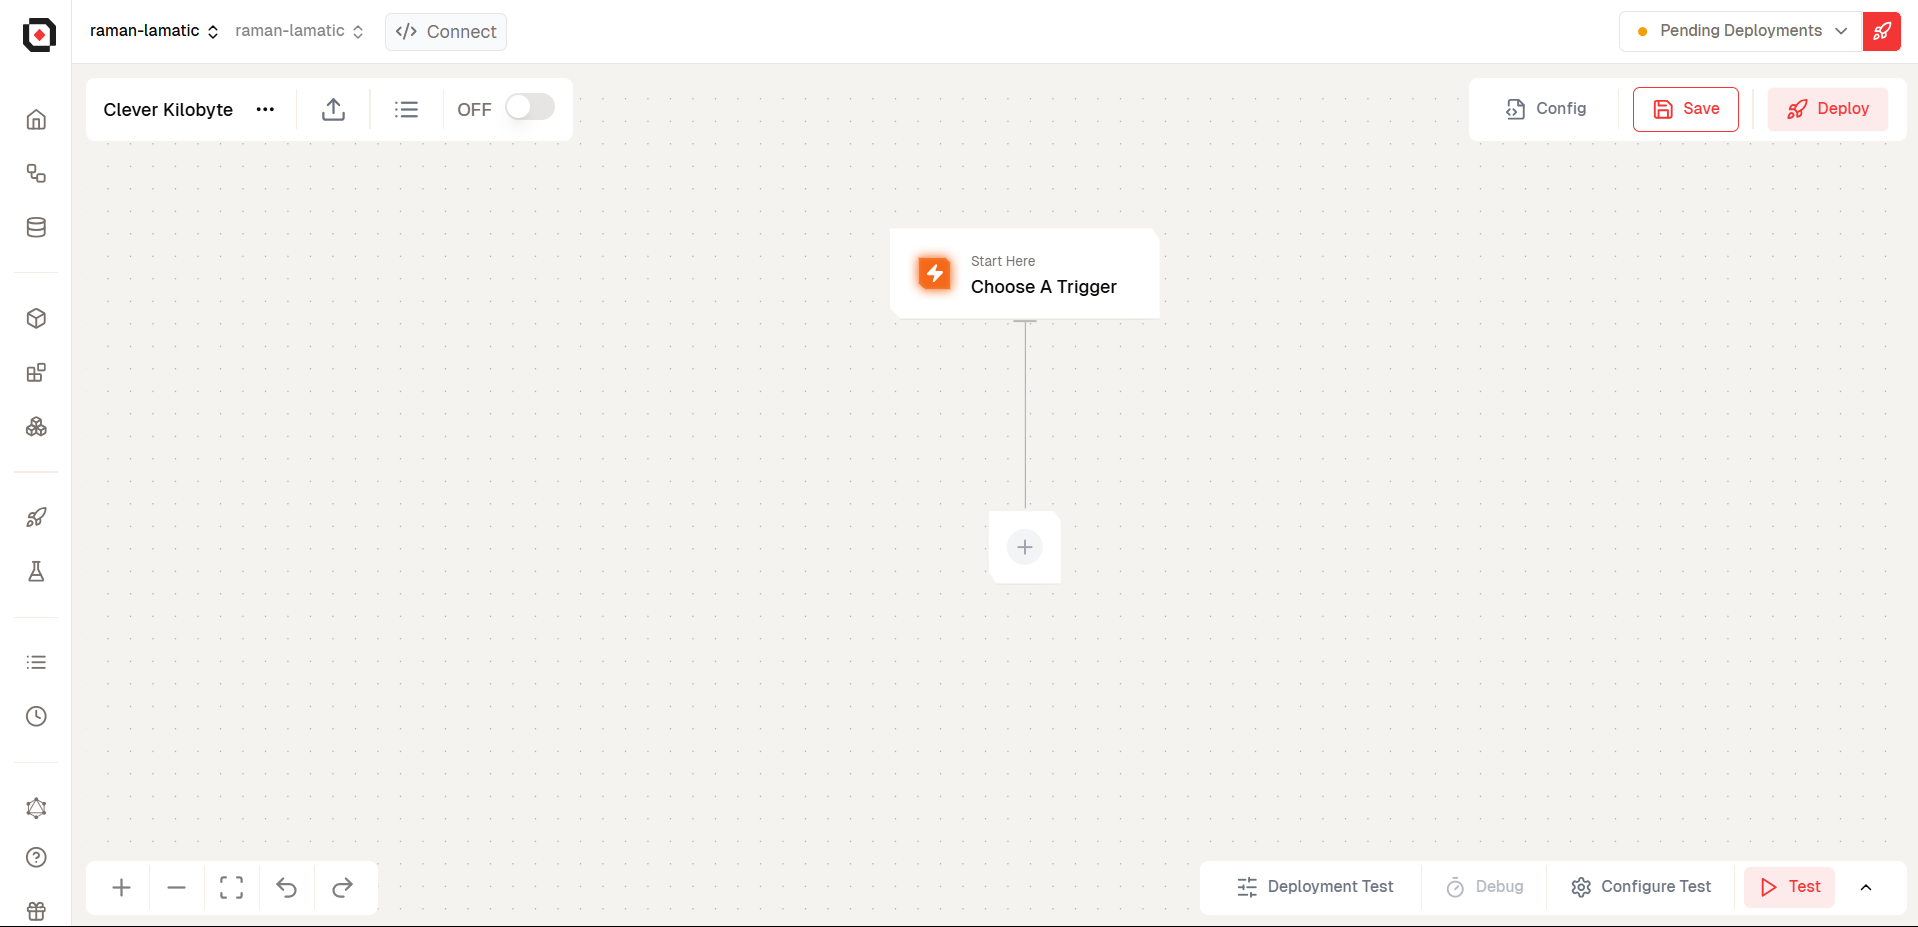 raman-lamatic
raman-lamatic
Connect
Pending Deployments
Clever Kilobyte
OFF
Config
Save
Deploy
Start Here
Choose A Trigger
Deployment Test
Debug
Configure Test
Test